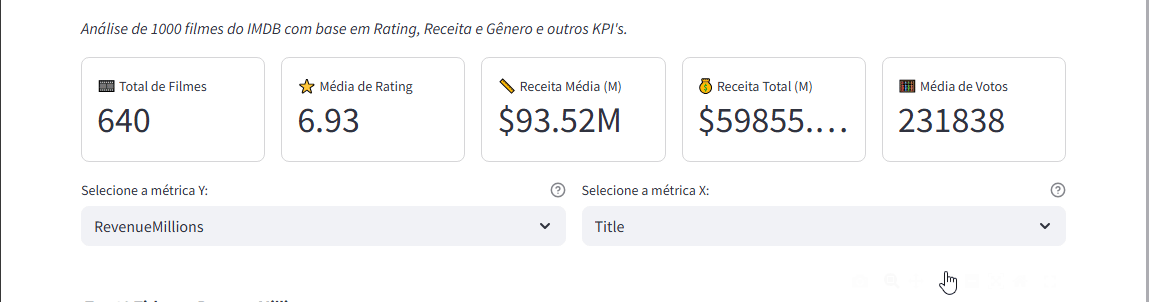 Análise de 1000 filmes do IMDB com base em Rating, Receita e Gênero e outros KPI's.
Total de Filmes
640
Média de Rating
6.93
Receita Média (M)
$93.52M
Receita Total (M)
$59855.…
Média de Votos
231838
Selecione a métrica Y:
RevenueMillions
Selecione a métrica X:
Title